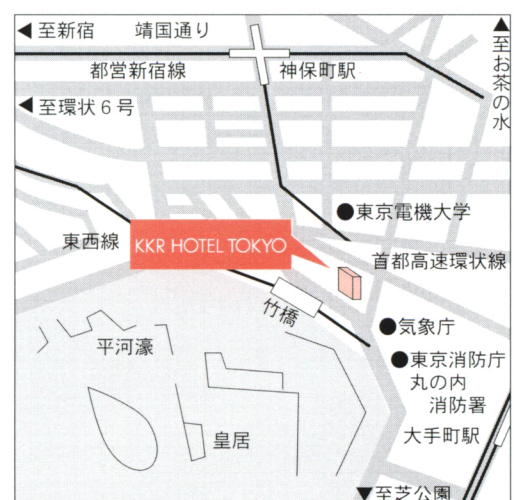 ◀至新宿
靖国通り
▲至お茶の水
都営新宿線
神保町駅
◀至環状6号
●東京電機大学
東西線
KKR HOTEL TOKYO
首都高速環状線
竹橋
●気象庁
平河濠
●東京消防庁
丸の内
消防署
皇居
大手町駅
▼至芝公園